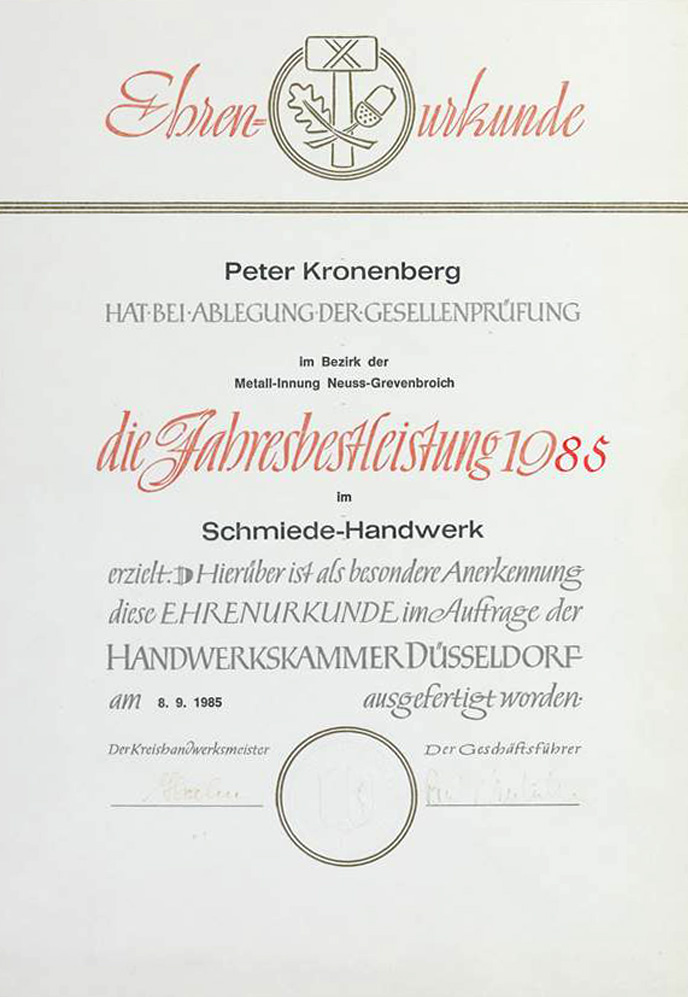 Ehren= urkunde
Peter Kronenberg
HAT·BEI·ABLEGUNG·DER·GESELLENPRÜFUNG
im Bezirk der
Metall-Innung Neuss-Grevenbroich
die Jahresbestleistung 1985
im
Schmiede-Handwerk
erzielt: Hierüber ist als besondere Anerkennung
diese EHRENURKUNDE im Auftrage der
HANDWERKSKAMMER DÜSSELDORF
am 8. 9. 1985 ausgefertigt worden·
Der Kreishandwerksmeister Der Geschäftsführer